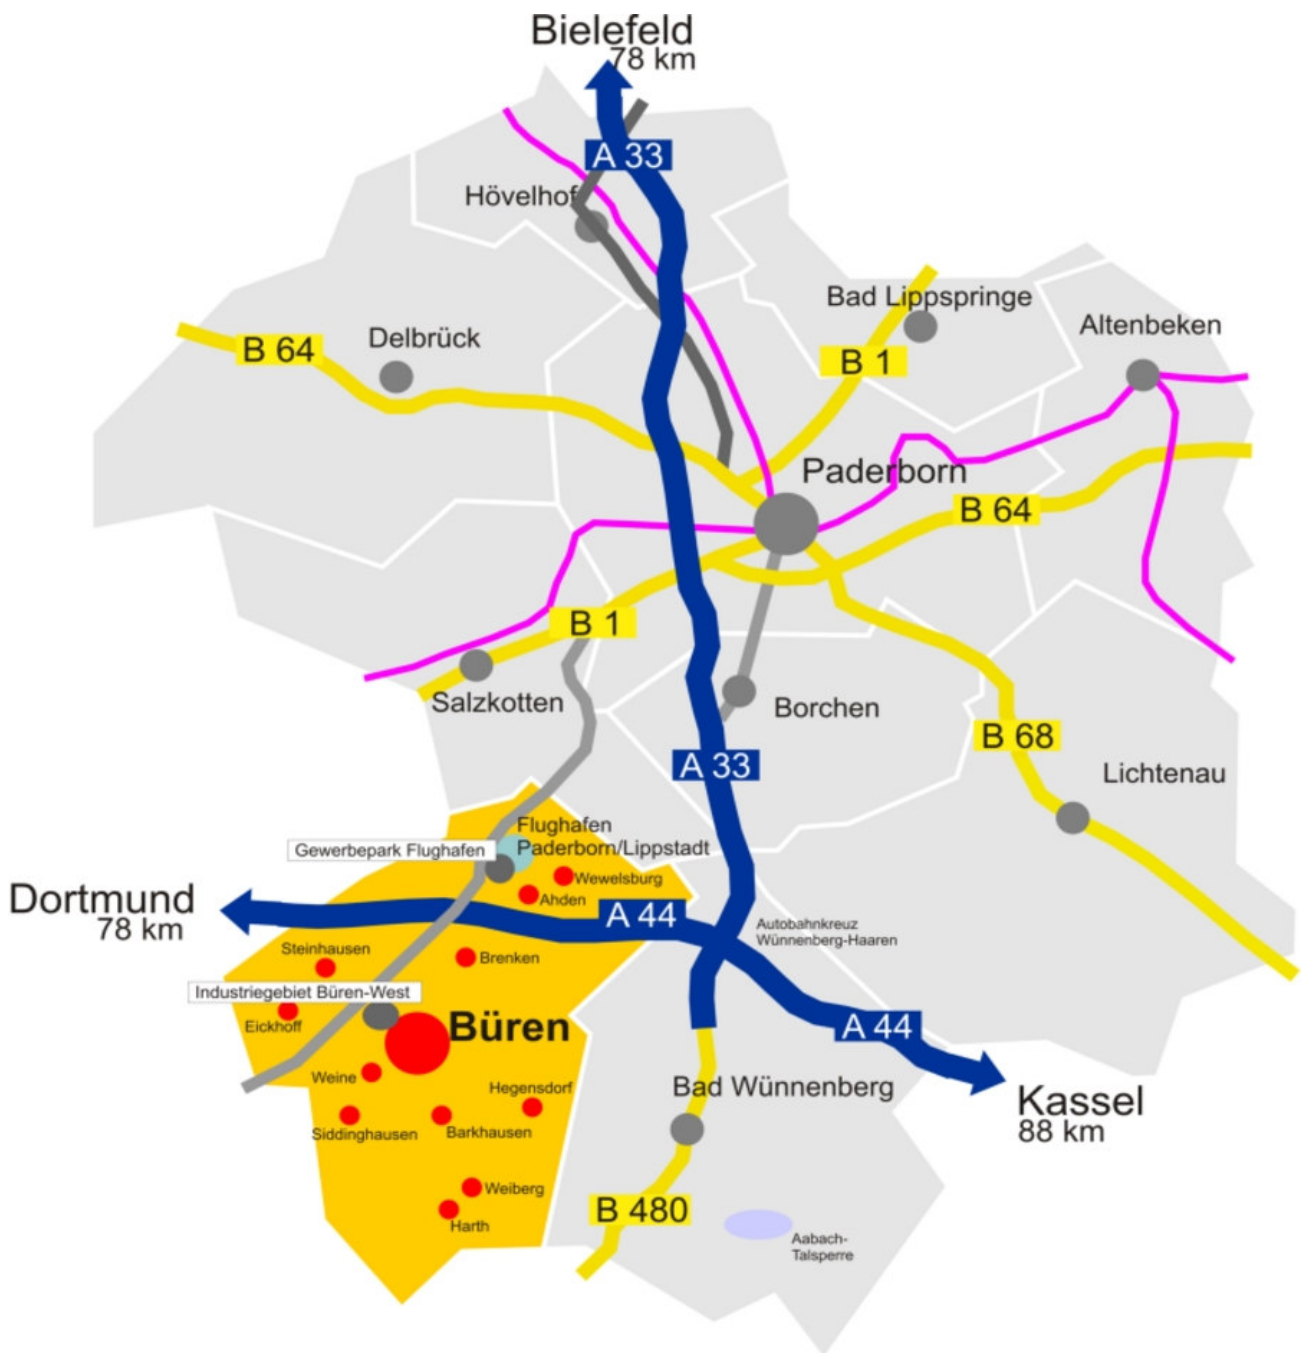 Bielefeld
78 km
A 33
Hövelhof
Bad Lippspringe
Altenbeken
Delbrück
B 64
B 1
Paderborn
B 64
B 1
Salzkotten
Borchen
B 68
A 33
Lichtenau
Flughafen
Paderborn/Lippstadt
Gewerbepark Flughafen
Wewelsburg
Ahden
Dortmund
78 km
A 44
Autobahnkreuz
Wünnenberg-Haaren
Steinhausen
Brenken
Industriegebiet Büren-West
Eickhoff
Büren
A 44
Weine
Hegensdorf
Bad Wünnenberg
Kassel
88 km
Siddinghausen
Barkhausen
Weiberg
Harth
B 480
Aabach-
Talsperre